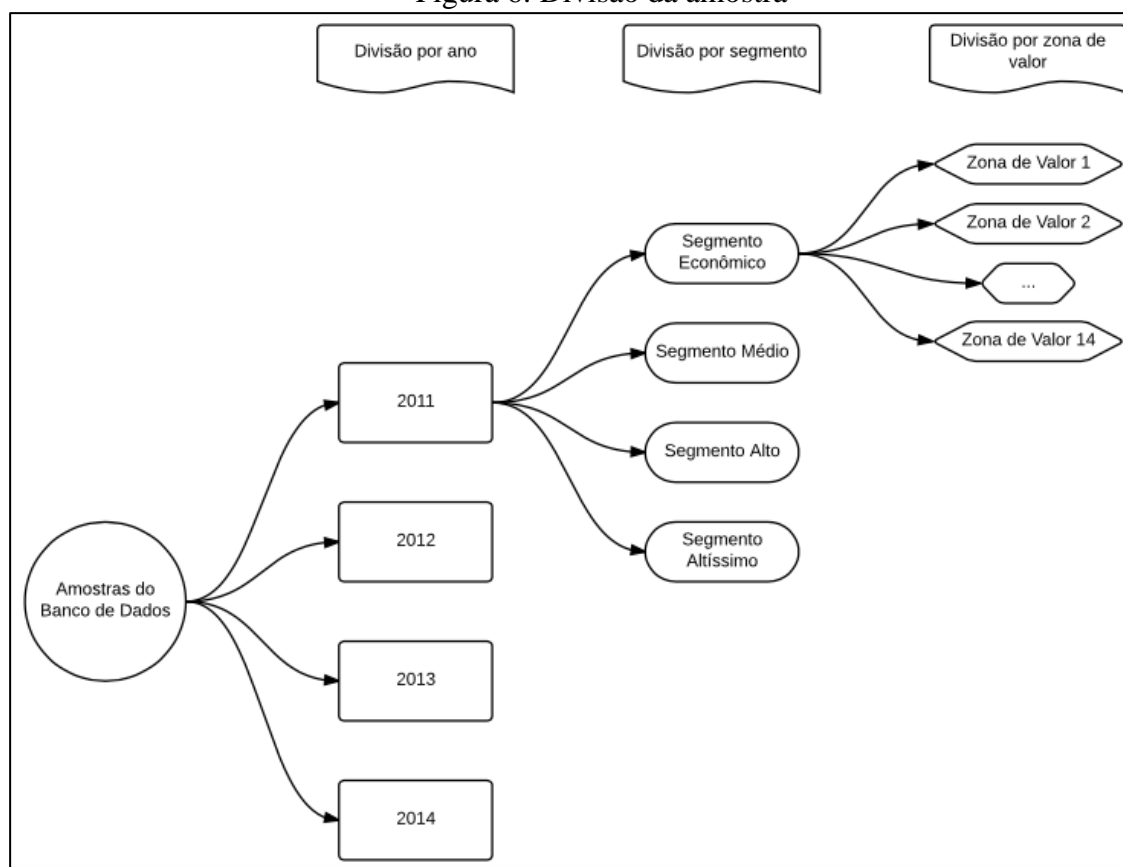 Figura 6: Divisão da amostra
Divisão por ano
Divisão por segmento
Divisão por zona de
valor
Amostras do
Banco de Dados
2011
2012
2013
2014
Segmento
Econômico
Segmento Médio
Segmento Alto
Segmento
Altíssimo
Zona de Valor 1
Zona de Valor 2
...
Zona de Valor 14